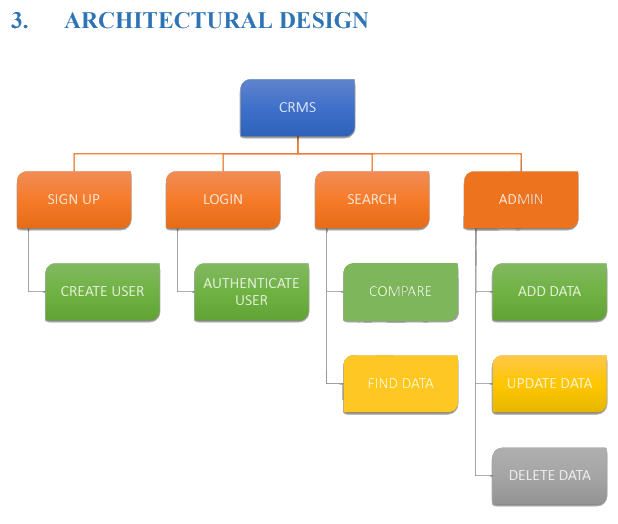 3. ARCHITECTURAL DESIGN
CRMS
SIGN UP
LOGIN
SEARCH
ADMIN
CREATE USER
AUTHENTICATE
USER
COMPARE
ADD DATA
FIND DATA
UPDATE DATA
DELETE DATA